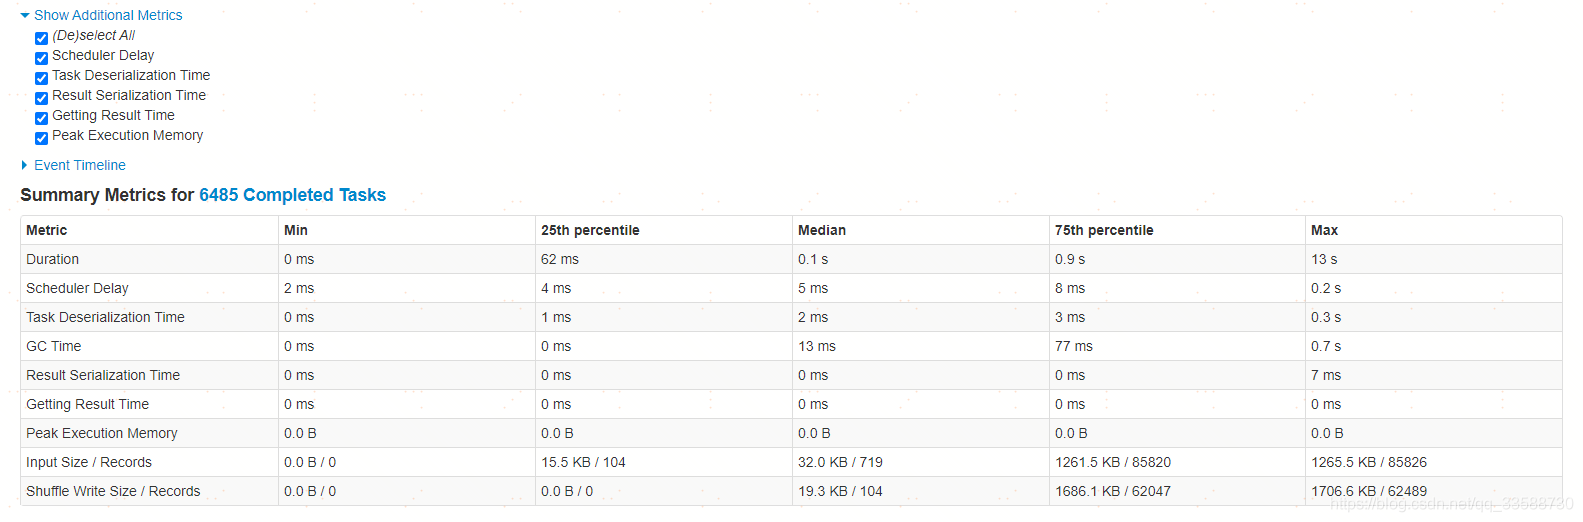 Show Additional Metrics
(De)select All
Scheduler Delay
Task Deserialization Time
Result Serialization Time
Getting Result Time
Peak Execution Memory
Event Timeline
Summary Metrics for 6485 Completed Tasks
Metric Min 25th percentile Median 75th percentile Max
Duration 0 ms 62 ms 0.1 s 0.9 s 13 s
Scheduler Delay 2 ms 4 ms 5 ms 8 ms 0.2 s
Task Deserialization Time 0 ms 1 ms 2 ms 3 ms 0.3 s
GC Time 0 ms 0 ms 13 ms 77 ms 0.7 s
Result Serialization Time 0 ms 0 ms 0 ms 0 ms 7 ms
Getting Result Time 0 ms 0 ms 0 ms 0 ms 0 ms
Peak Execution Memory 0.0 B 0.0 B 0.0 B 0.0 B 0.0 B
Input Size / Records 0.0 B / 0 15.5 KB / 104 32.0 KB / 719 1261.5 KB / 85820 1265.5 KB / 85826
Shuffle Write Size / Records 0.0 B / 0 0.0 B / 0 19.3 KB / 104 1686.1 KB / 62047 1706.6 KB / 62489
https://blog.csdn.net/qq_33588730